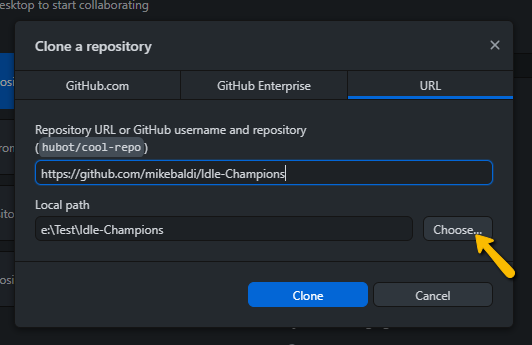 esktop to start collaborating
Clone a repository
GitHub.com
GitHub Enterprise
URL
Repository URL or GitHub username and repository
(hubot/cool-repo)
https://github.com/mikebaldi/Idle-Champions
Local path
e:\Test\Idle-Champions
Choose...
Clone
Cancel